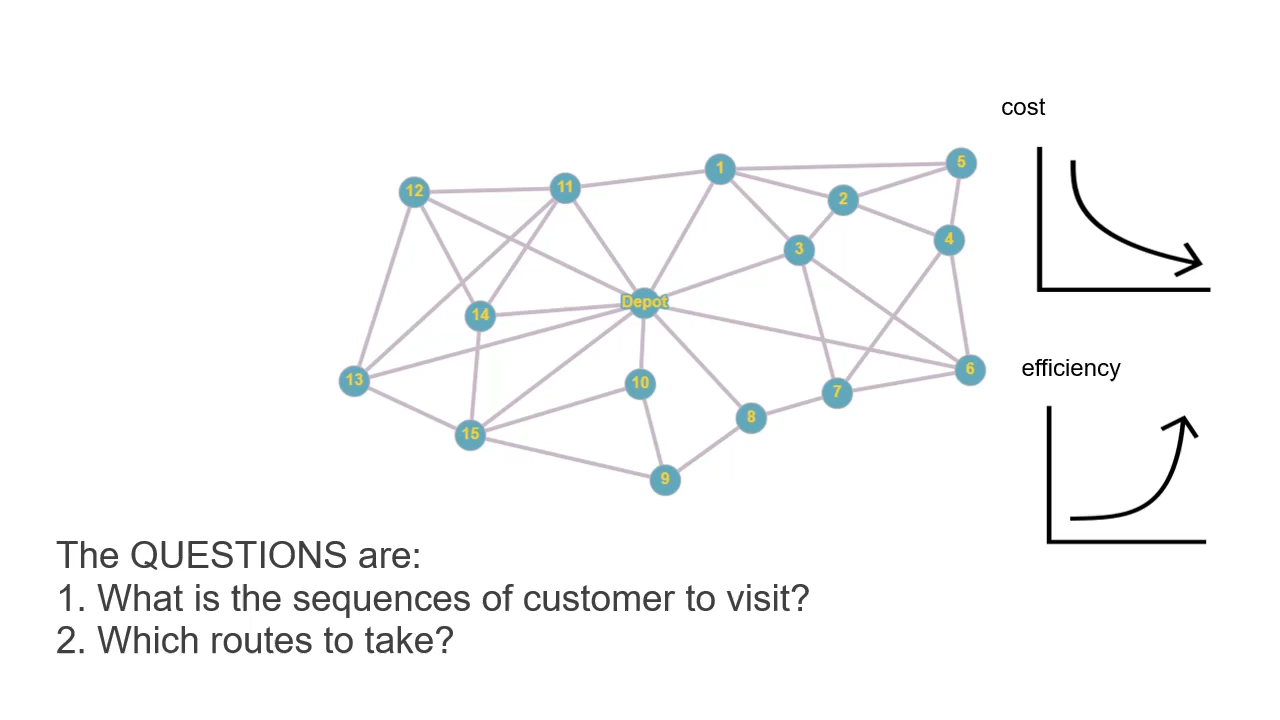 cost
5
1
12
11
2
4
3
Depot
14
efficiency
6
13
10
7
8
15
9
The QUESTIONS are:
1. What is the sequences of customer to visit?
2. Which routes to take?